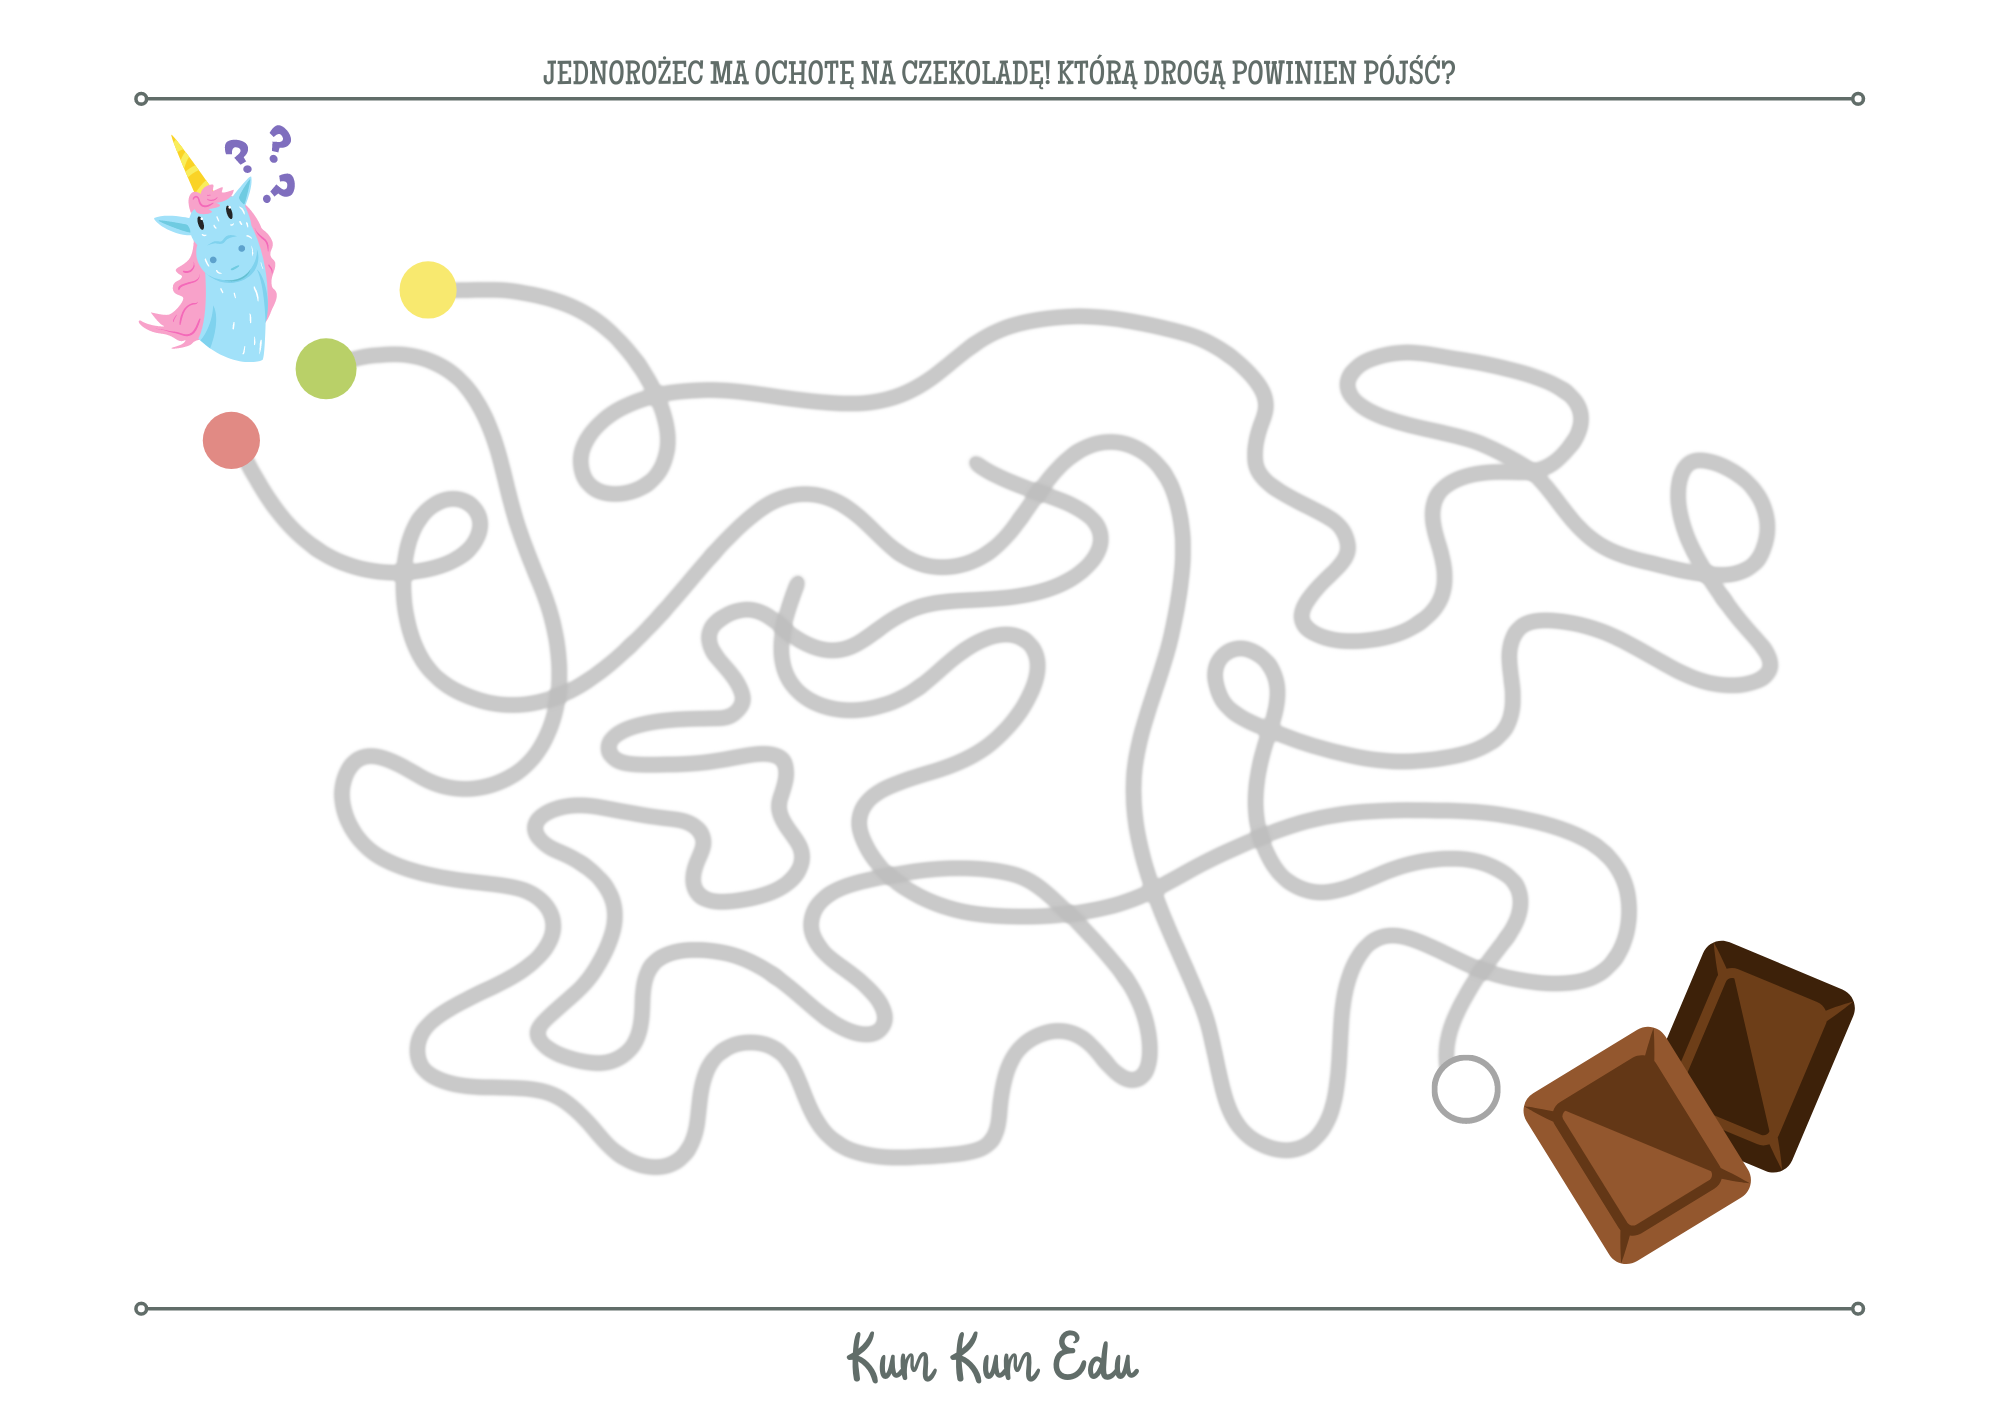 JEDNOROŻEC MA OCHOTĘ NA CZEKOLADĘ! KTÓRĄ DROGĄ POWINIEN PÓJŚĆ?
? ? ?
Kum Kum Edu